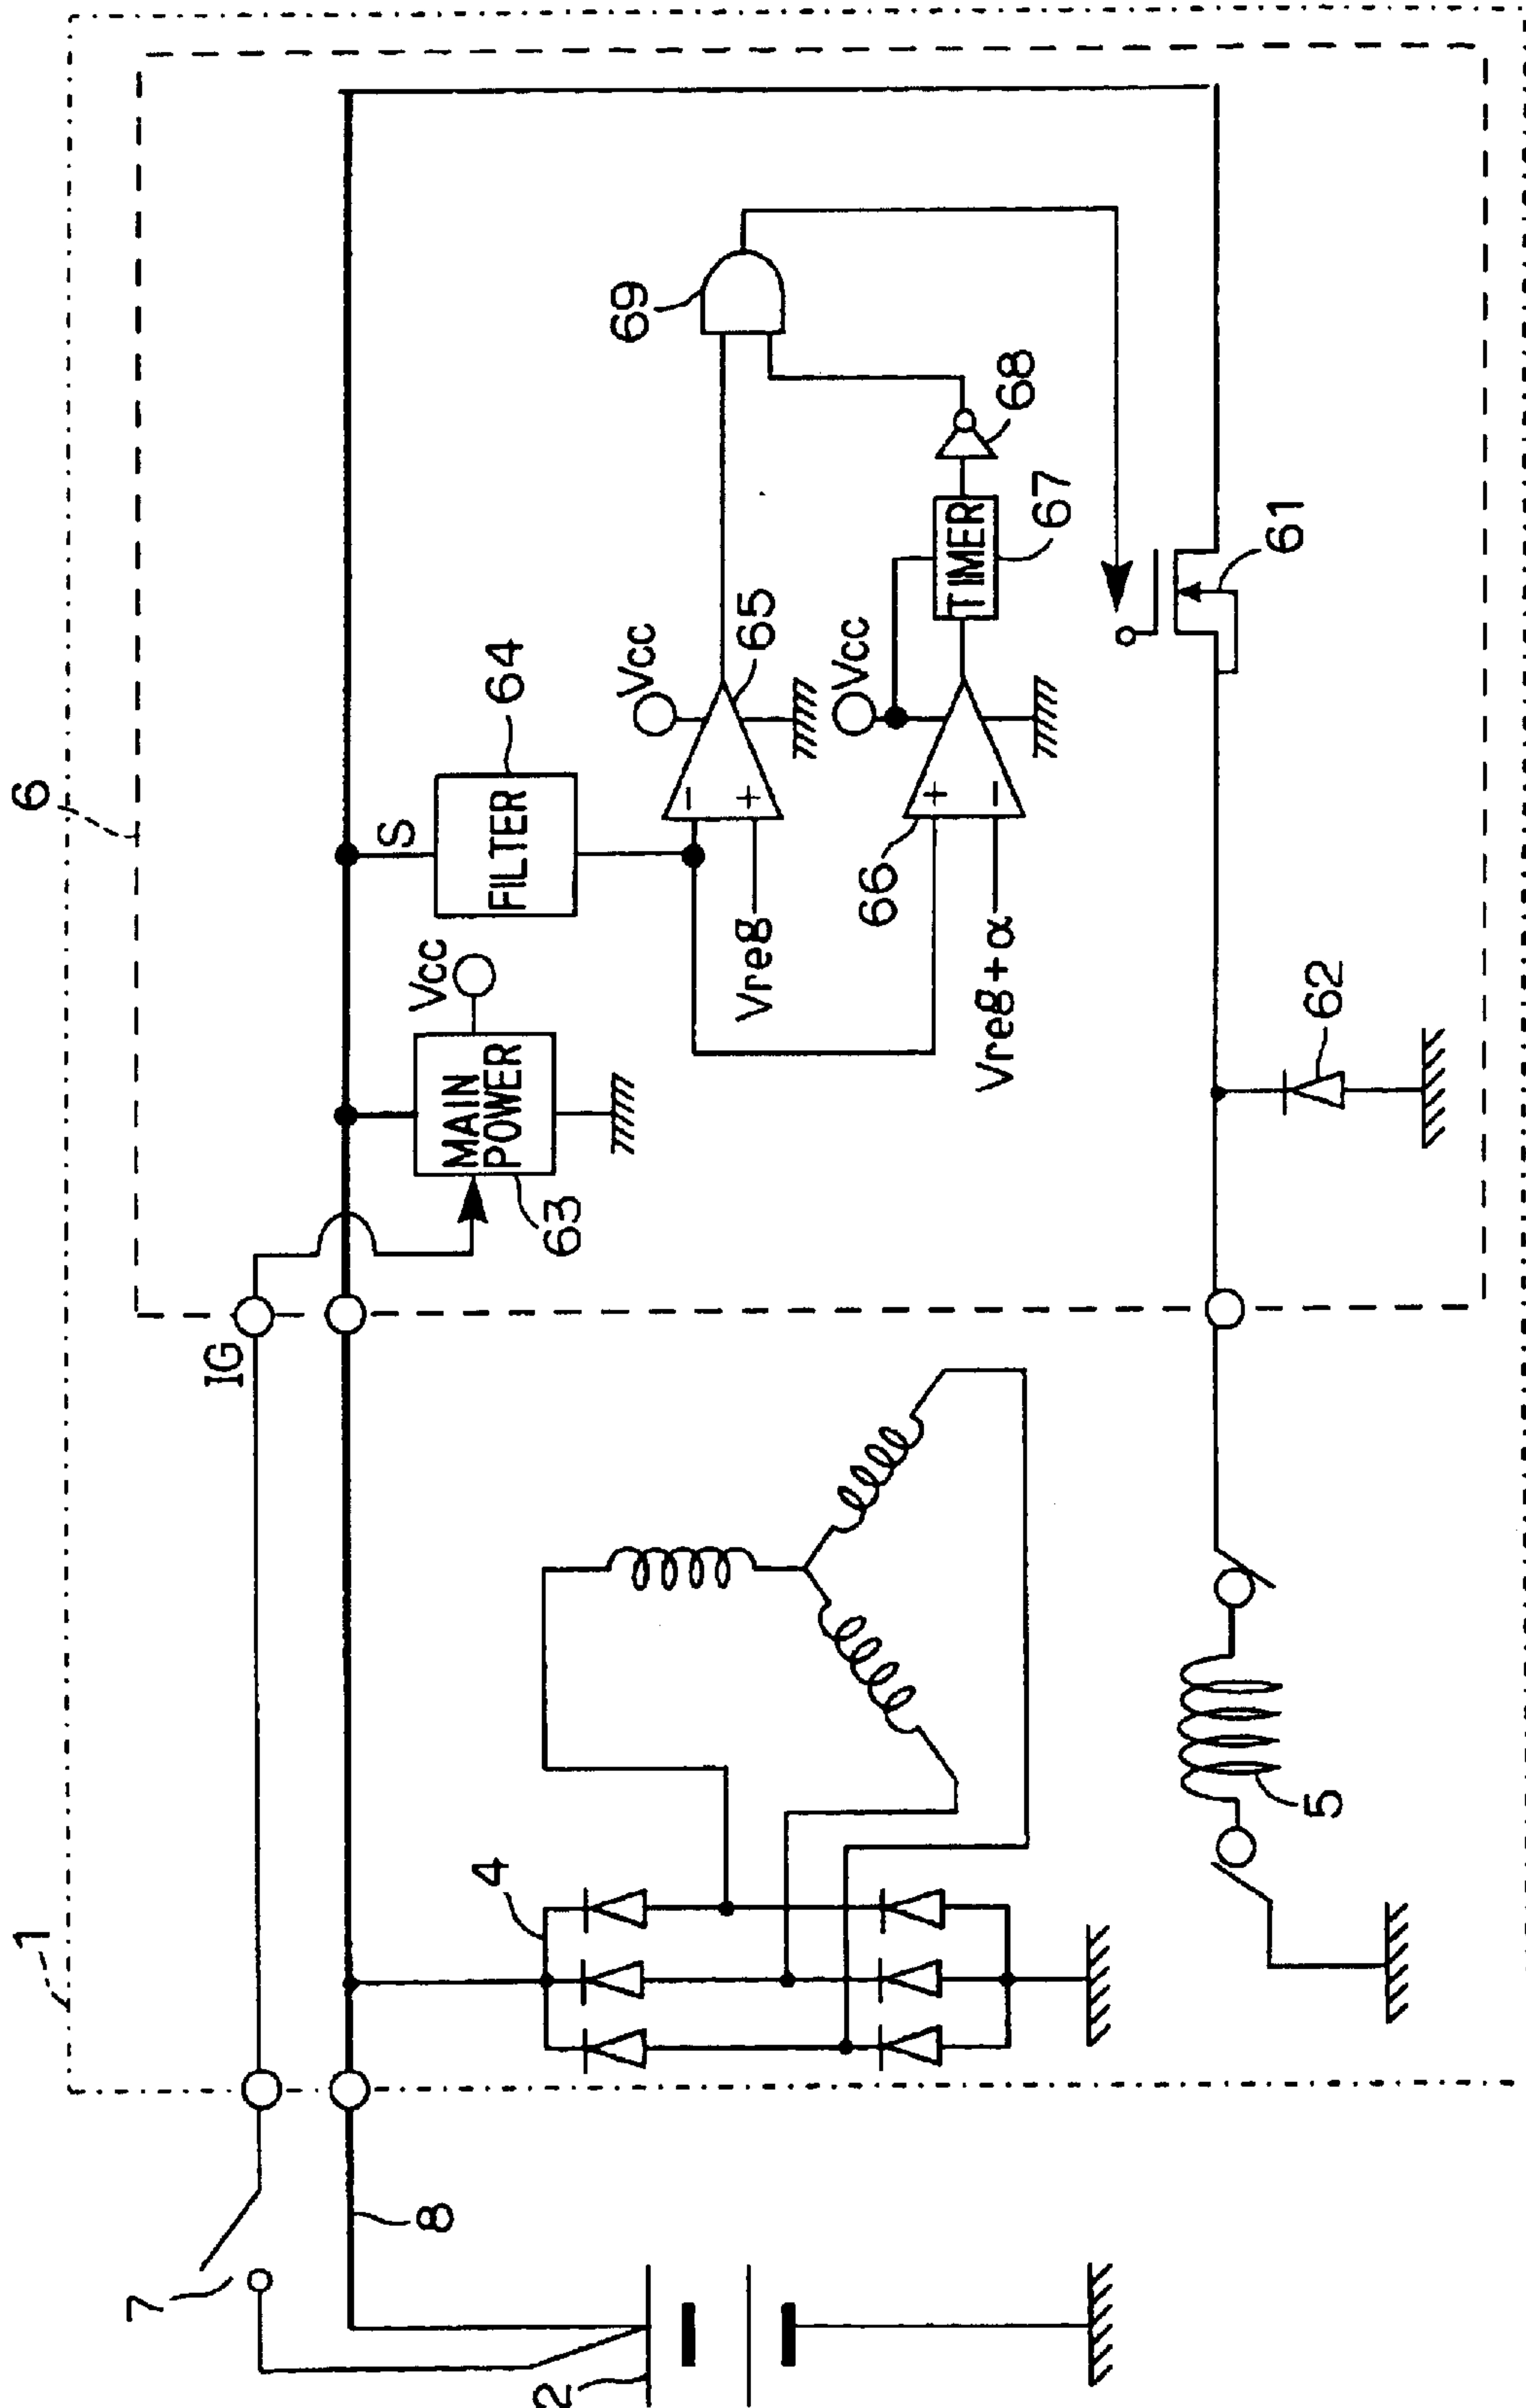 1
6
7
IG
8
2
4
5
MAIN
POWER
63
Vcc
S
FILTER
64
Vcc
65
-
+
Vreg
Vcc
66
+
-
Vreg+α
TIMER
67
68
69
61
62